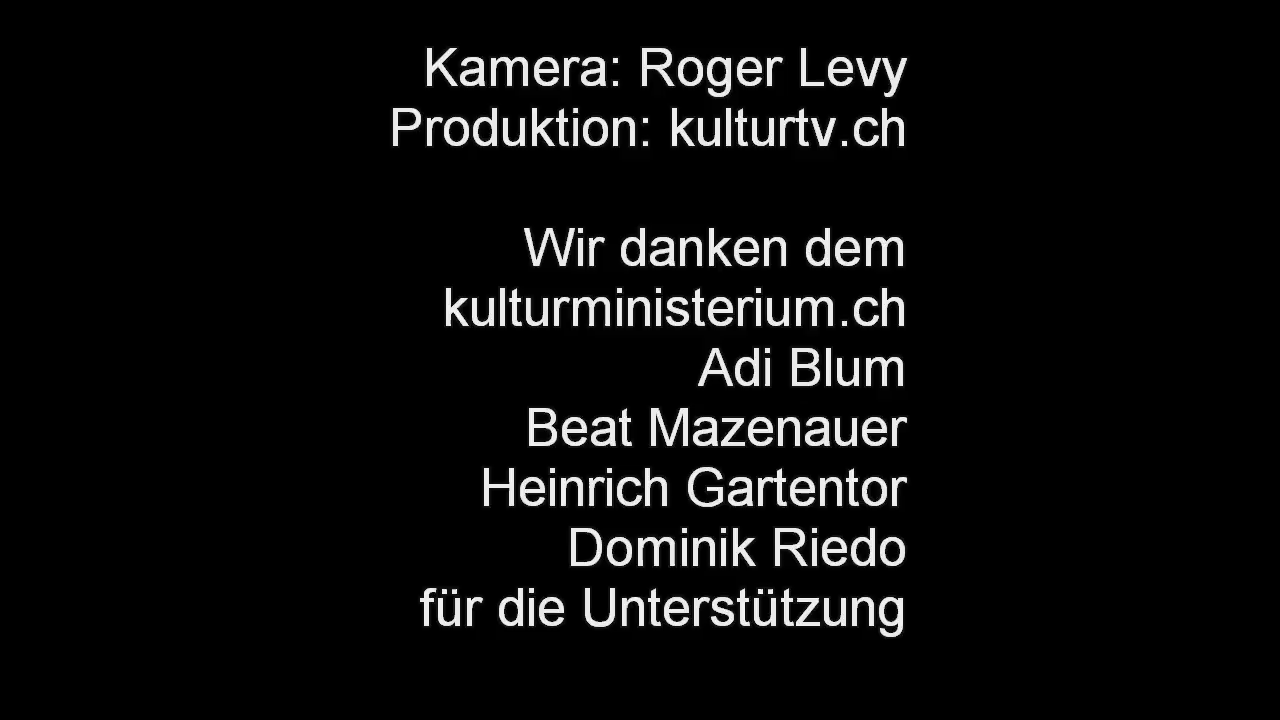 Kamera: Roger Levy
Produktion: kulturtv.ch
Wir danken dem
kulturministerium.ch
Adi Blum
Beat Mazenauer
Heinrich Gartentor
Dominik Riedo
für die Unterstützung